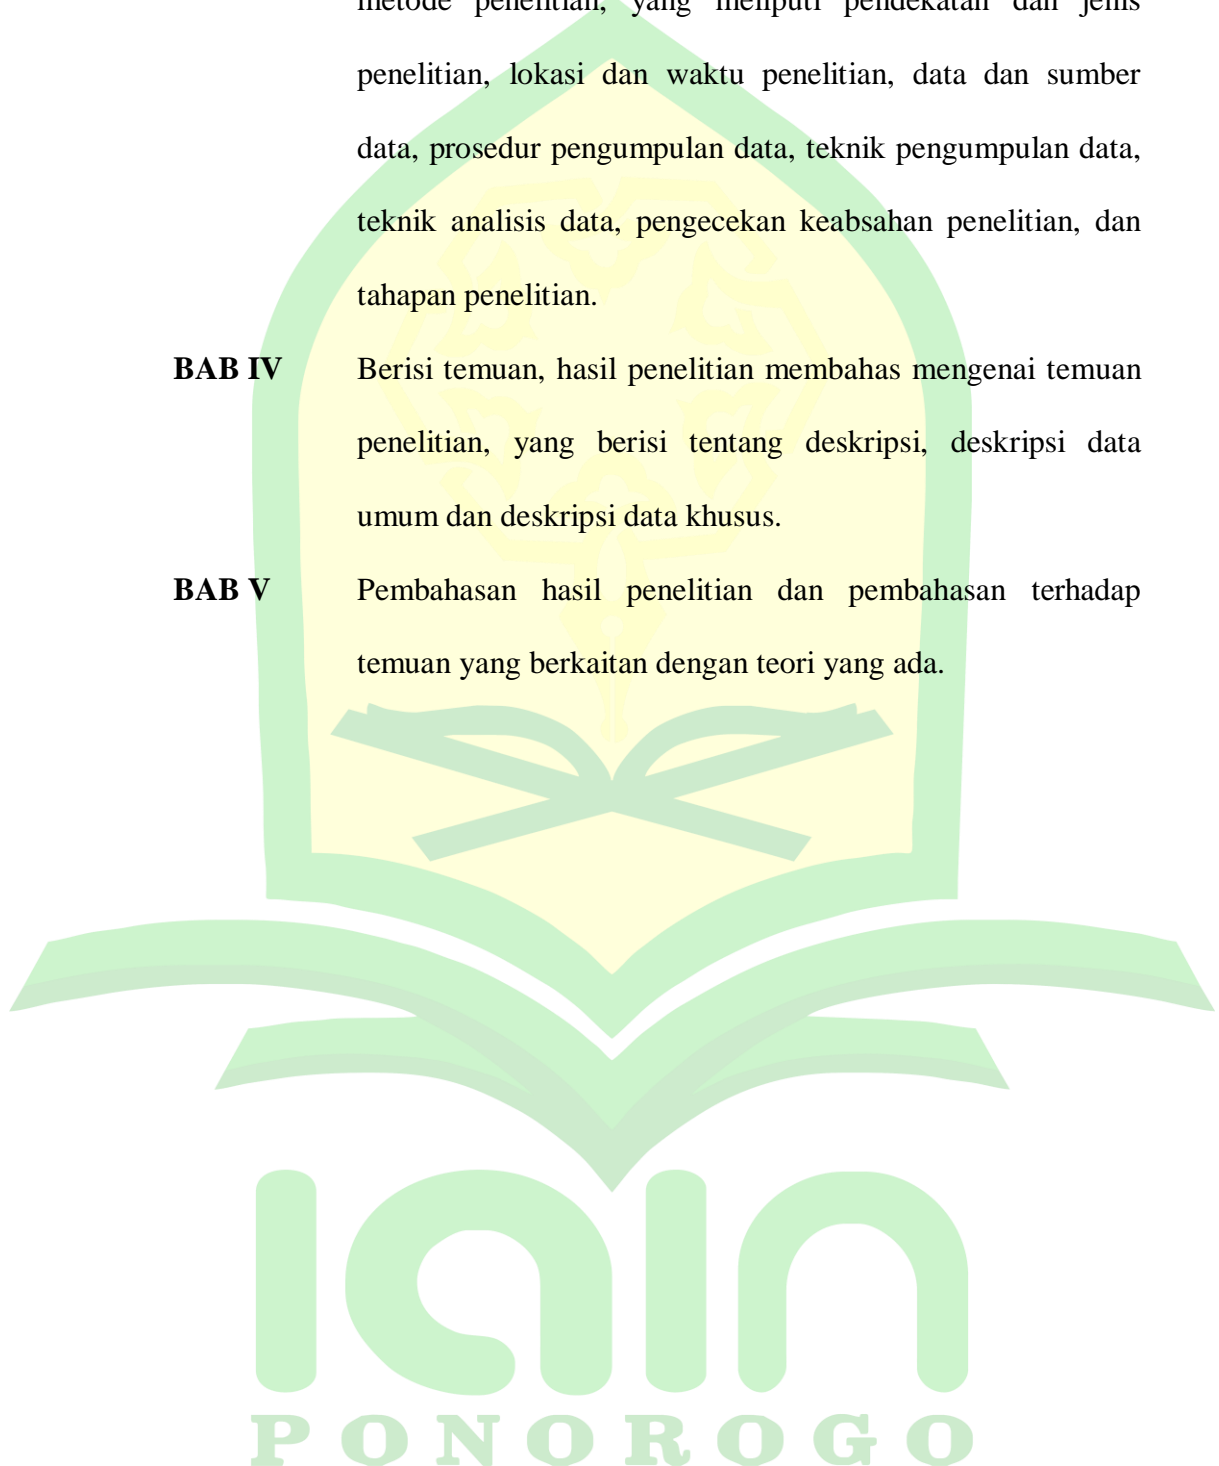 metode penelitian, yang meliputi pendekatan dan jenis
penelitian, lokasi dan waktu penelitian, data dan sumber
data, prosedur pengumpulan data, teknik pengumpulan data,
teknik analisis data, pengecekan keabsahan penelitian, dan
tahapan penelitian.
BAB IV Berisi temuan, hasil penelitian membahas mengenai temuan
penelitian, yang berisi tentang deskripsi, deskripsi data
umum dan deskripsi data khusus.
BAB V Pembahasan hasil penelitian dan pembahasan terhadap
temuan yang berkaitan dengan teori yang ada.
iain
PONOROGO